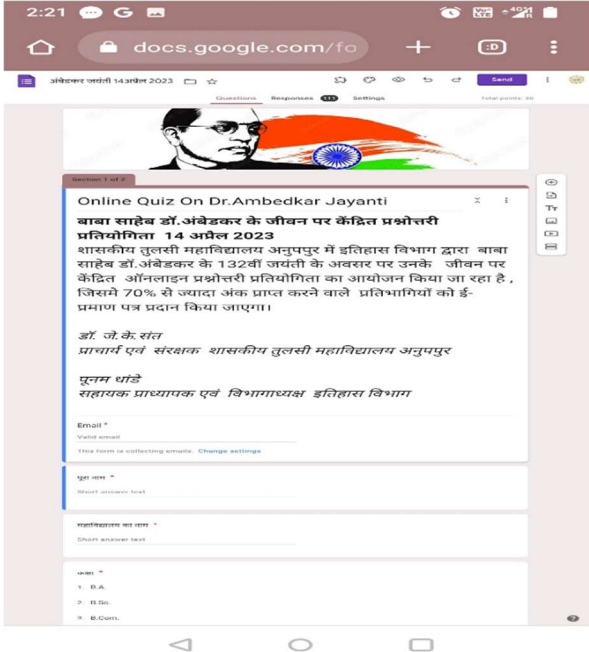 2:21
4G
docs.google.com/fo
:D
अंबेडकर जयंती 14अप्रैल 2023
Send
Questions Responses 111 Settings
Total points:
Section 1 of 2
Online Quiz On Dr.Ambedkar Jayanti
बाबा साहेब डॉ.अंबेडकर के जीवन पर केंद्रित प्रश्नोत्तरी
प्रतियोगिता 14 अप्रैल 2023
शासकीय तुलसी महाविद्यालय अनुपपुर में इतिहास विभाग द्वारा बाबा
साहेब डॉ.अंबेडकर के 132वीं जयंती के अवसर पर उनके जीवन पर
केंद्रित ऑनलाइन प्रश्नोत्तरी प्रतियोगिता का आयोजन किया जा रहा है ,
जिसमे 70% से ज्यादा अंक प्राप्त करने वाले प्रतिभागियों को ई-
प्रमाण पत्र प्रदान किया जाएगा।
डॉ. जे.के.संत
प्राचार्य एवं संरक्षक शासकीय तुलसी महाविद्यालय अनुपपुर
पूनम धांडे
सहायक प्राध्यापक एवं विभागाध्यक्ष इतिहास विभाग
Email *
Valid email
This form is collecting emails. Change settings
पूरा नाम *
Short answer text
महाविद्यालय का नाम *
Short answer text
कक्षा *
1. B.A.
2. B.Sc.
3. B.Com.